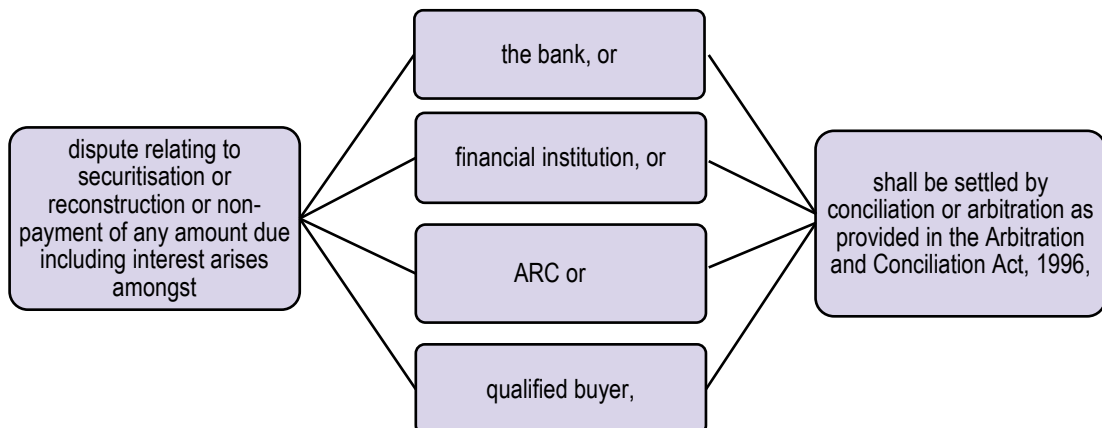 dispute relating to
securitisation or
reconstruction or non-
payment of any amount due
including interest arises
amongst
the bank, or
financial institution, or
ARC or
qualified buyer,
shall be settled by
conciliation or arbitration as
provided in the Arbitration
and Conciliation Act, 1996,